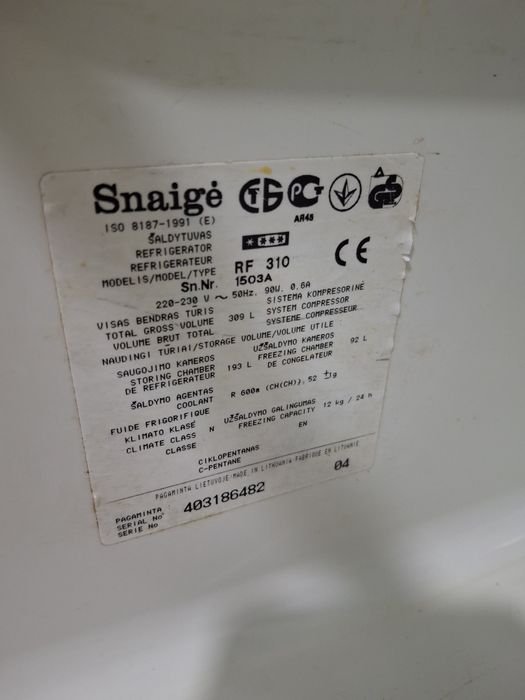 Snaigė
AR45
ISO 8187-1991 (E)
ŠALDYTUVAS
REFRIGERATOR
REFRIGERATEUR
MODELIS/MODEL/TYPE RF 310
Sn.Nr. 1503A
220-230 V ~ 50Hz. 90W. 0.6A
VISAS BENDRAS TŪRIS SISTEMA KOMPRESORINĖ
TOTAL GROSS VOLUME 309 L SYSTEM COMPRESSOR
VOLUME BRUT TOTAL SYSTEME COMPRESSEUR
NAUDINGI TŪRIAI/STORAGE VOLUME/VOLUME UTILE
SAUGOJIMO KAMEROS UŽŠALDYMO KAMEROS
STORING CHAMBER 193 L FREEZING CHAMBER 92 L
DE REFRIGERATEUR DE CONGELATEUR
ŠALDYMO AGENTAS R 600a (CH(CH)), 52 ±1g
COOLANT
FUIDE FRIGORIFIQUE
KLIMATO KLASĖ UŽŠALDYMO GALINGUMAS
CLIMATE CLASS N FREEZING CAPACITY 12 kg / 24 h
CLASSE EN
CIKLOPENTANAS
C-PENTANE
PAGAMINTA LIETUVOJE-MADE IN LITHUANIA FABRIQUE EN LITUANIE
PAGAMINTA 04
SERIAL No 403186482
SERIE No